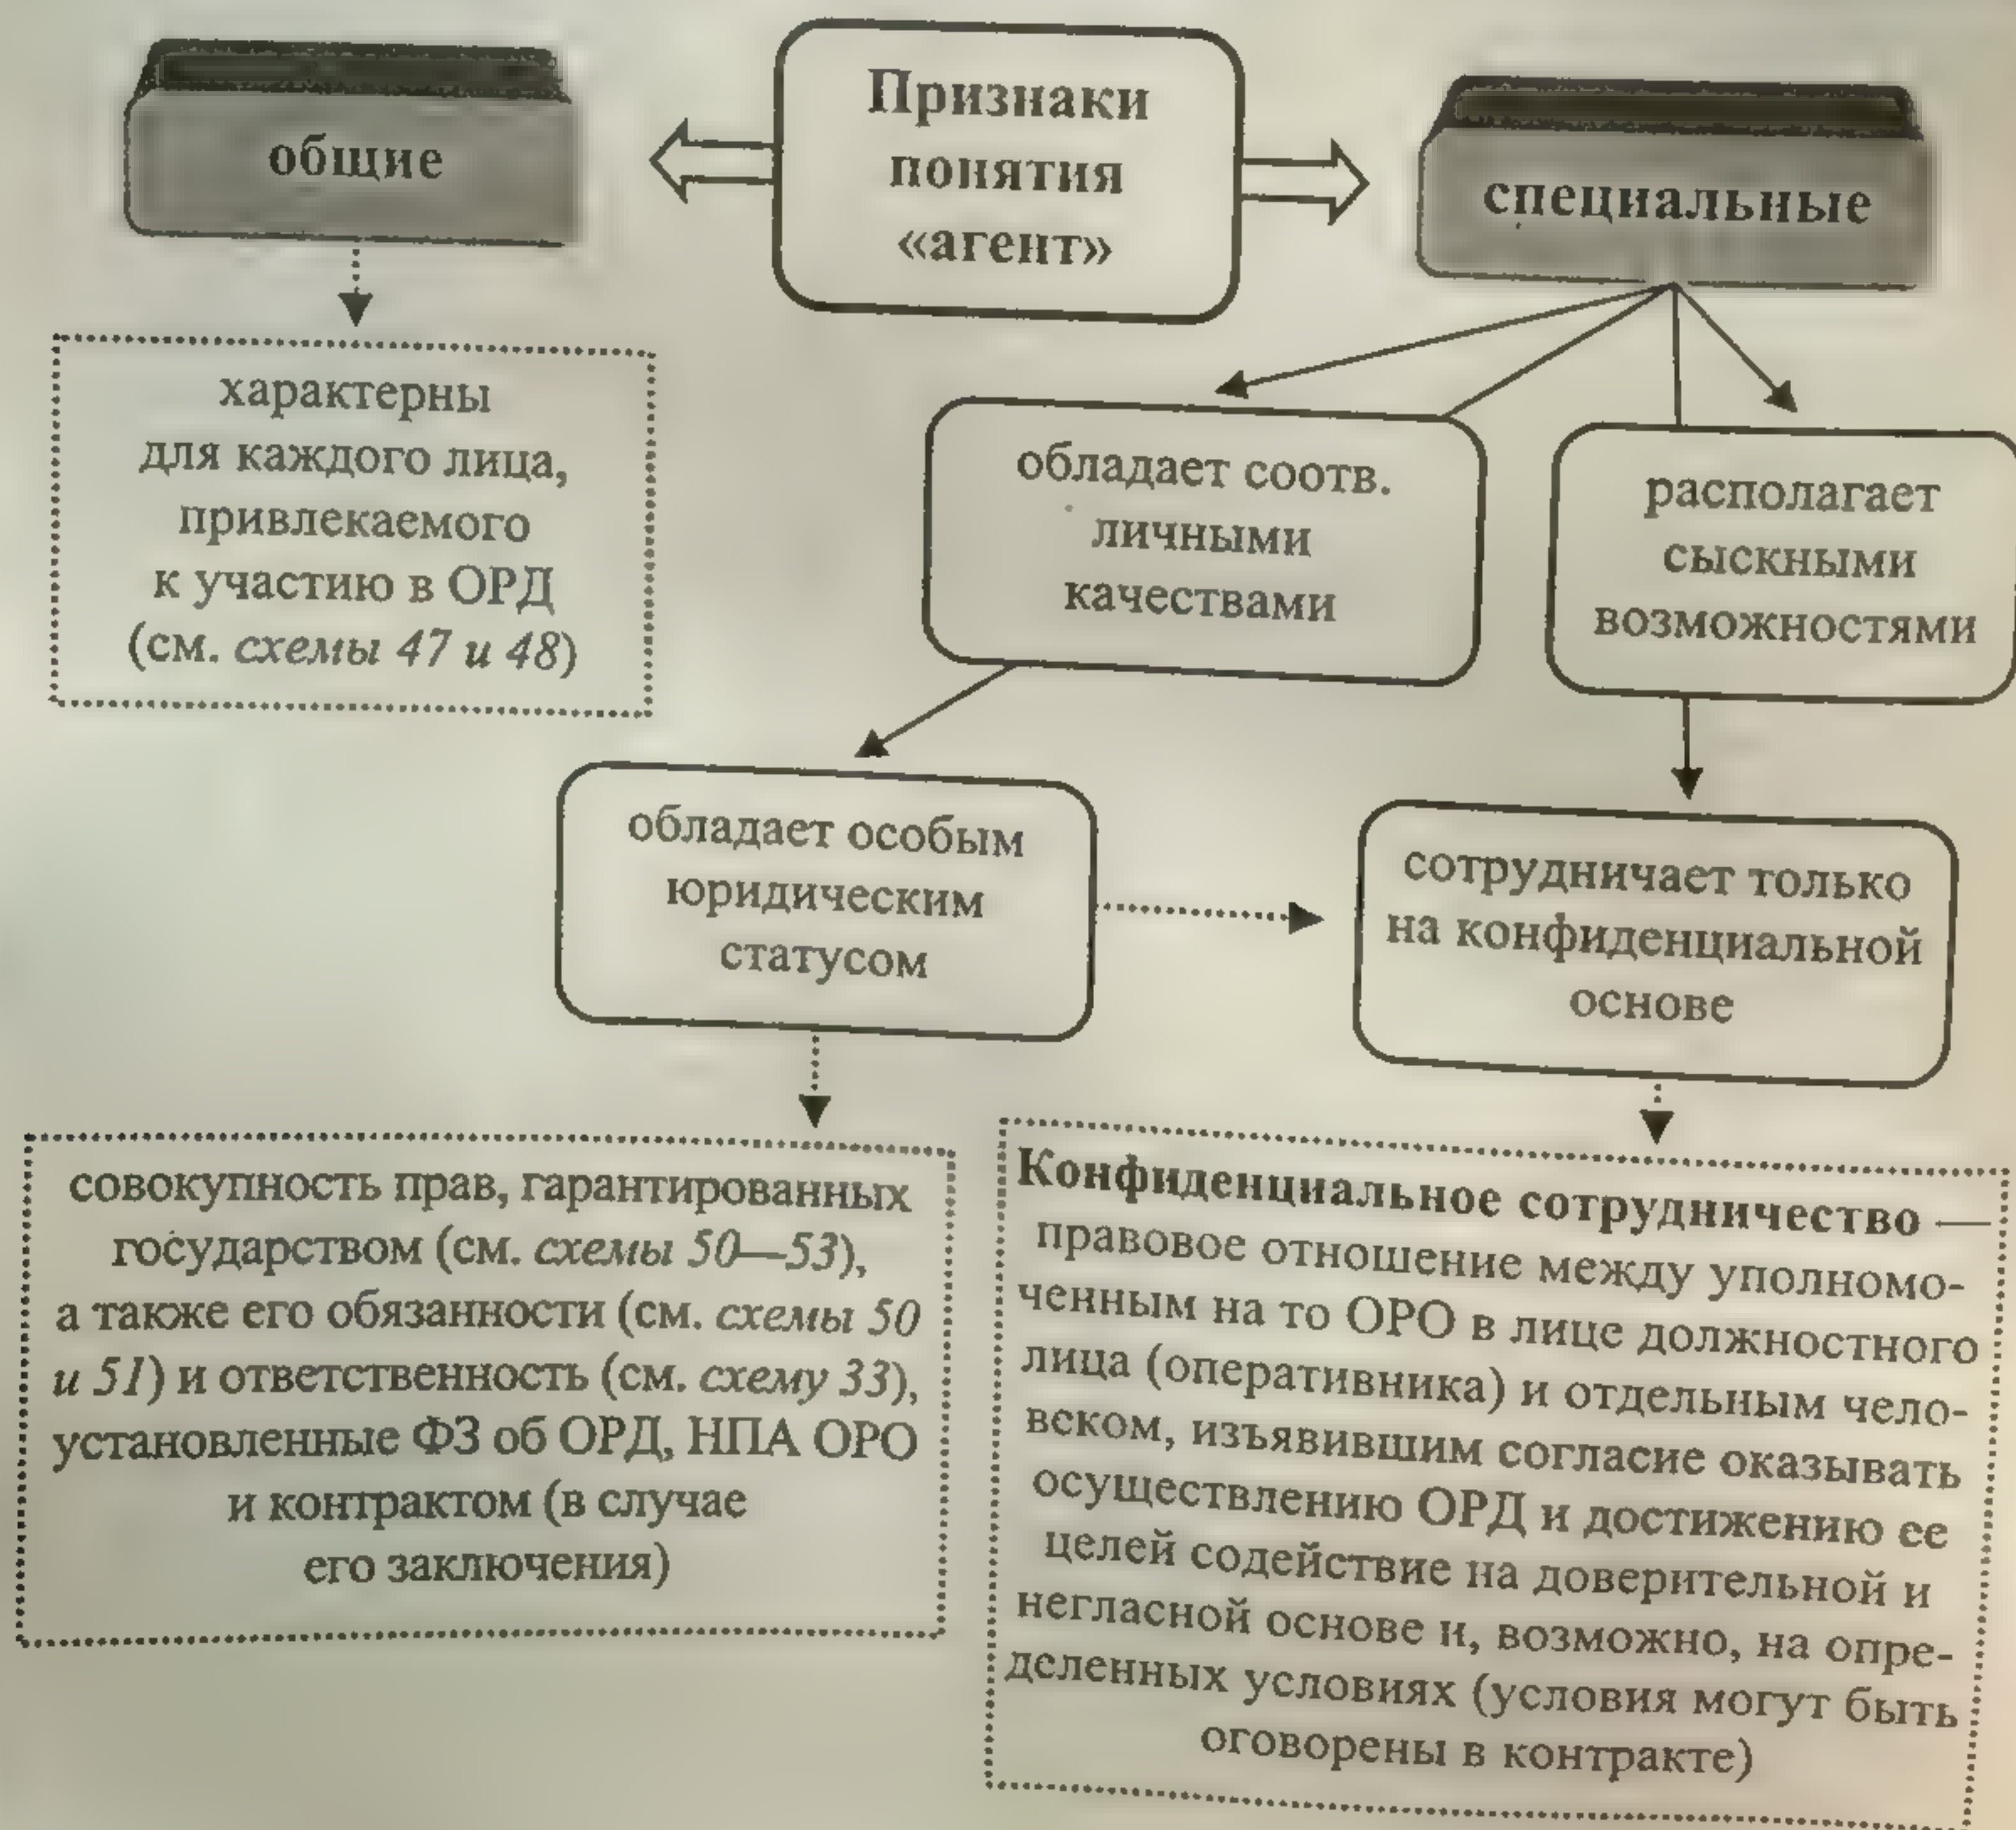 Признаки
понятия
«агент»
общие
специальные
характерны
для каждого лица,
привлекаемого
к участию в ОРД
(см. схемы 47 и 48)
обладает соотв.
личными
качествами
располагает
сыскными
возможностями
обладает особым
юридическим
статусом
сотрудничает только
на конфиденциальной
основе
совокупность прав, гарантированных
государством (см. схемы 50—53),
а также его обязанности (см. схемы 50
и 51) и ответственность (см. схему 33),
установленные ФЗ об ОРД, НПА ОРО
и контрактом (в случае
его заключения)
Конфиденциальное сотрудничество —
правовое отношение между уполномо-
ченным на то ОРО в лице должностного
лица (оперативника) и отдельным чело-
веком, изъявившим согласие оказывать
осуществлению ОРД и достижению ее
целей содействие на доверительной и
негласной основе и, возможно, на опре-
деленных условиях (условия могут быть
оговорены в контракте)